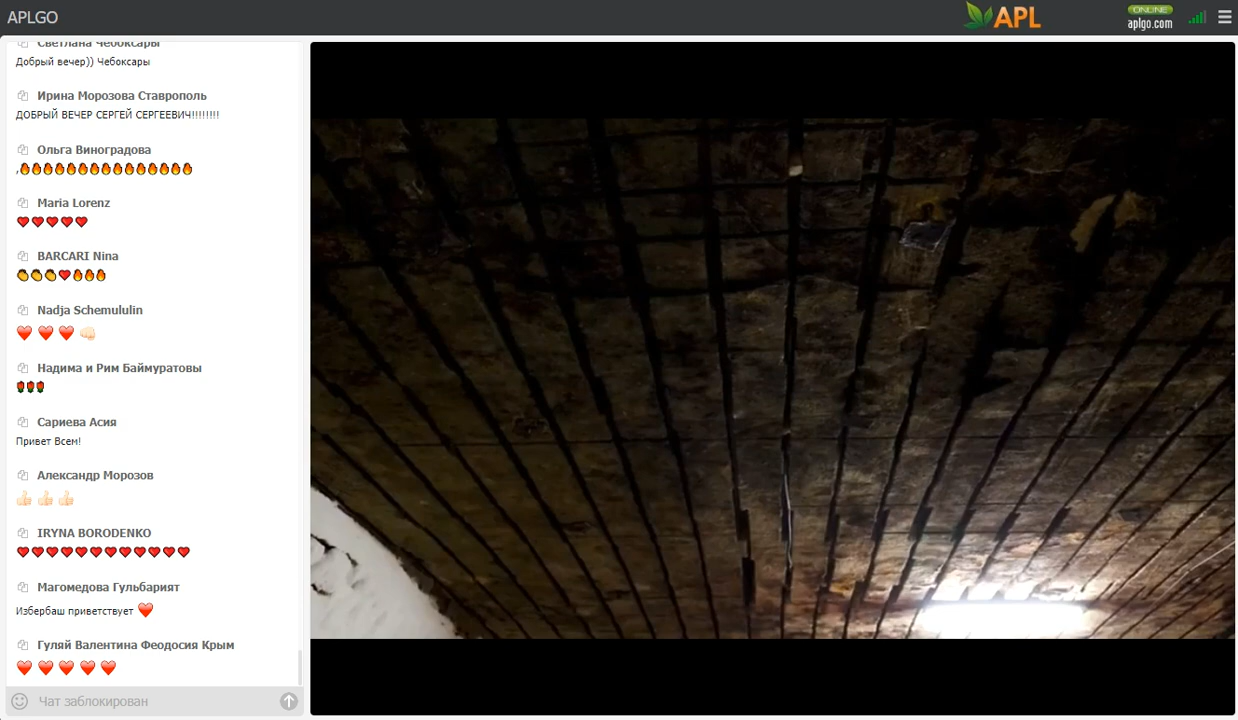 APLGO
APL
ONLINE
aplgo.com
Светлана Чебоксары
Добрый вечер)) Чебоксары
Ирина Морозова Ставрополь
ДОБРЫЙ ВЕЧЕР СЕРГЕЙ СЕРГЕЕВИЧ!!!!!!!!
Ольга Виноградова
,🔥🔥🔥🔥🔥🔥🔥🔥🔥🔥🔥🔥🔥🔥🔥
Maria Lorenz
❤❤❤❤❤
BARCARI Nina
👏👏👏❤🔥🔥🔥
Nadja Schemululin
❤ ❤ ❤ 👊🏻
Надима и Рим Баймуратовы
🌹🌹🌹
Сариева Асия
Привет Всем!
Александр Морозов
👍🏻 👍🏻 👍🏻
IRYNA BORODENKO
❤❤❤❤❤❤❤❤❤❤❤❤
Магомедова Гульбарият
Избербаш приветствует ❤
Гуляй Валентина Феодосия Крым
❤ ❤ ❤ ❤ ❤
Чат заблокирован